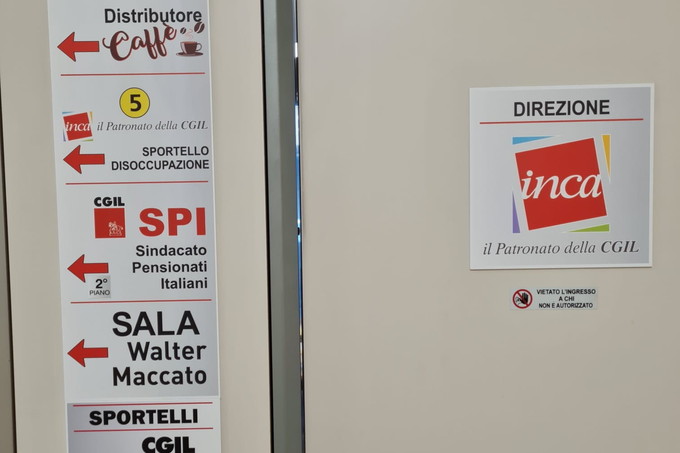 Distributore
Caffè
5
inca il Patronato della CGIL
SPORTELLO
DISOCCUPAZIONE
CGIL
SPI
Sindacato
Pensionati
Italiani
2°
PIANO
SALA
Walter
Maccato
SPORTELLI
CGIL
DIREZIONE
inca
il Patronato della CGIL
VIETATO L'INGRESSO
A CHI
NON E AUTORIZZATO